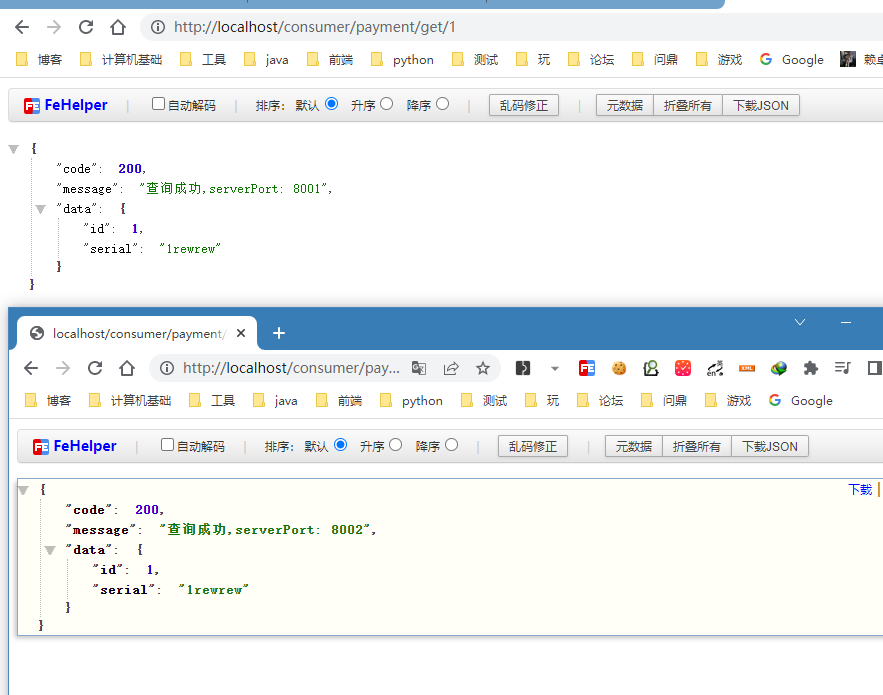 http://localhost/consumer/payment/get/1
博客 计算机基础 工具 java 前端 python 测试 玩 论坛 问鼎 游戏 Google
FE FeHelper | 自动解码 | 排序: 默认 升序 降序 | 乱码修正 | 元数据 折叠所有 下载JSON
{
"code": 200,
"message": "查询成功,serverPort: 8001",
"data": {
"id": 1,
"serial": "1rewrew"
}
}
localhost/consumer/payment/
http://localhost/consumer/pay...
博客 计算机基础 工具 java 前端 python 测试 玩 论坛 问鼎 游戏 Google
FE FeHelper | 自动解码 | 排序: 默认 升序 降序 | 乱码修正 | 元数据 折叠所有 下载JSON
下载
{
"code": 200,
"message": "查询成功,serverPort: 8002",
"data": {
"id": 1,
"serial": "1rewrew"
}
}